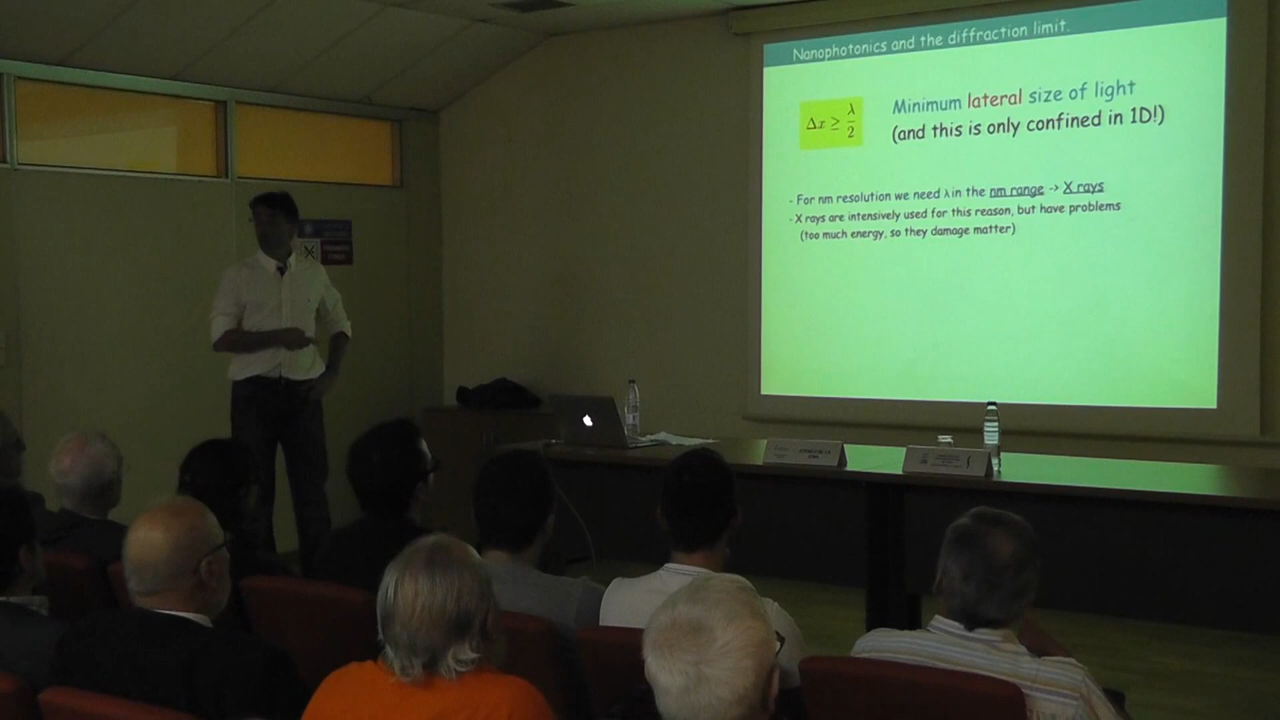 Nanophotonics and the diffraction limit.
Δx ≥ λ/2
Minimum lateral size of light
(and this is only confined in 1D!)
- For nm resolution we need λ in the nm range -> X rays
- X rays are intensively used for this reason, but have problems
(too much energy, so they damage matter)